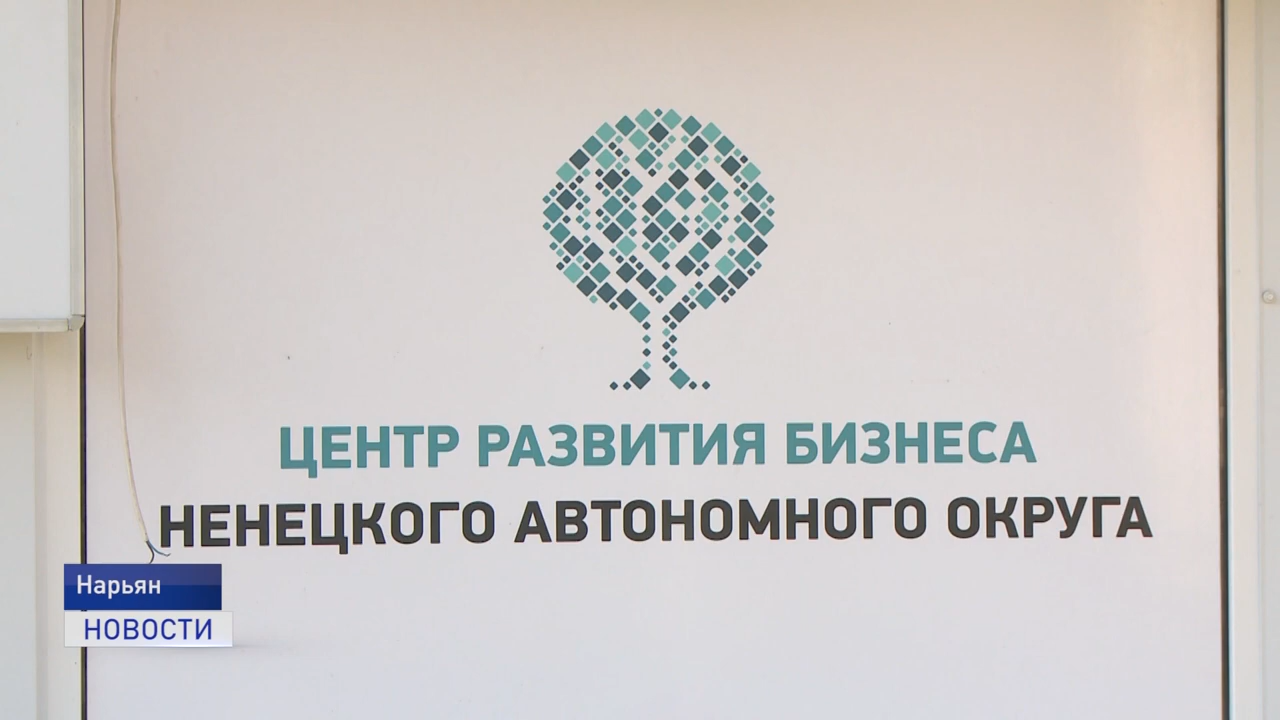 ЦЕНТР РАЗВИТИЯ БИЗНЕСА
НЕНЕЦКОГО АВТОНОМНОГО ОКРУГА
Нарьян
НОВОСТИ